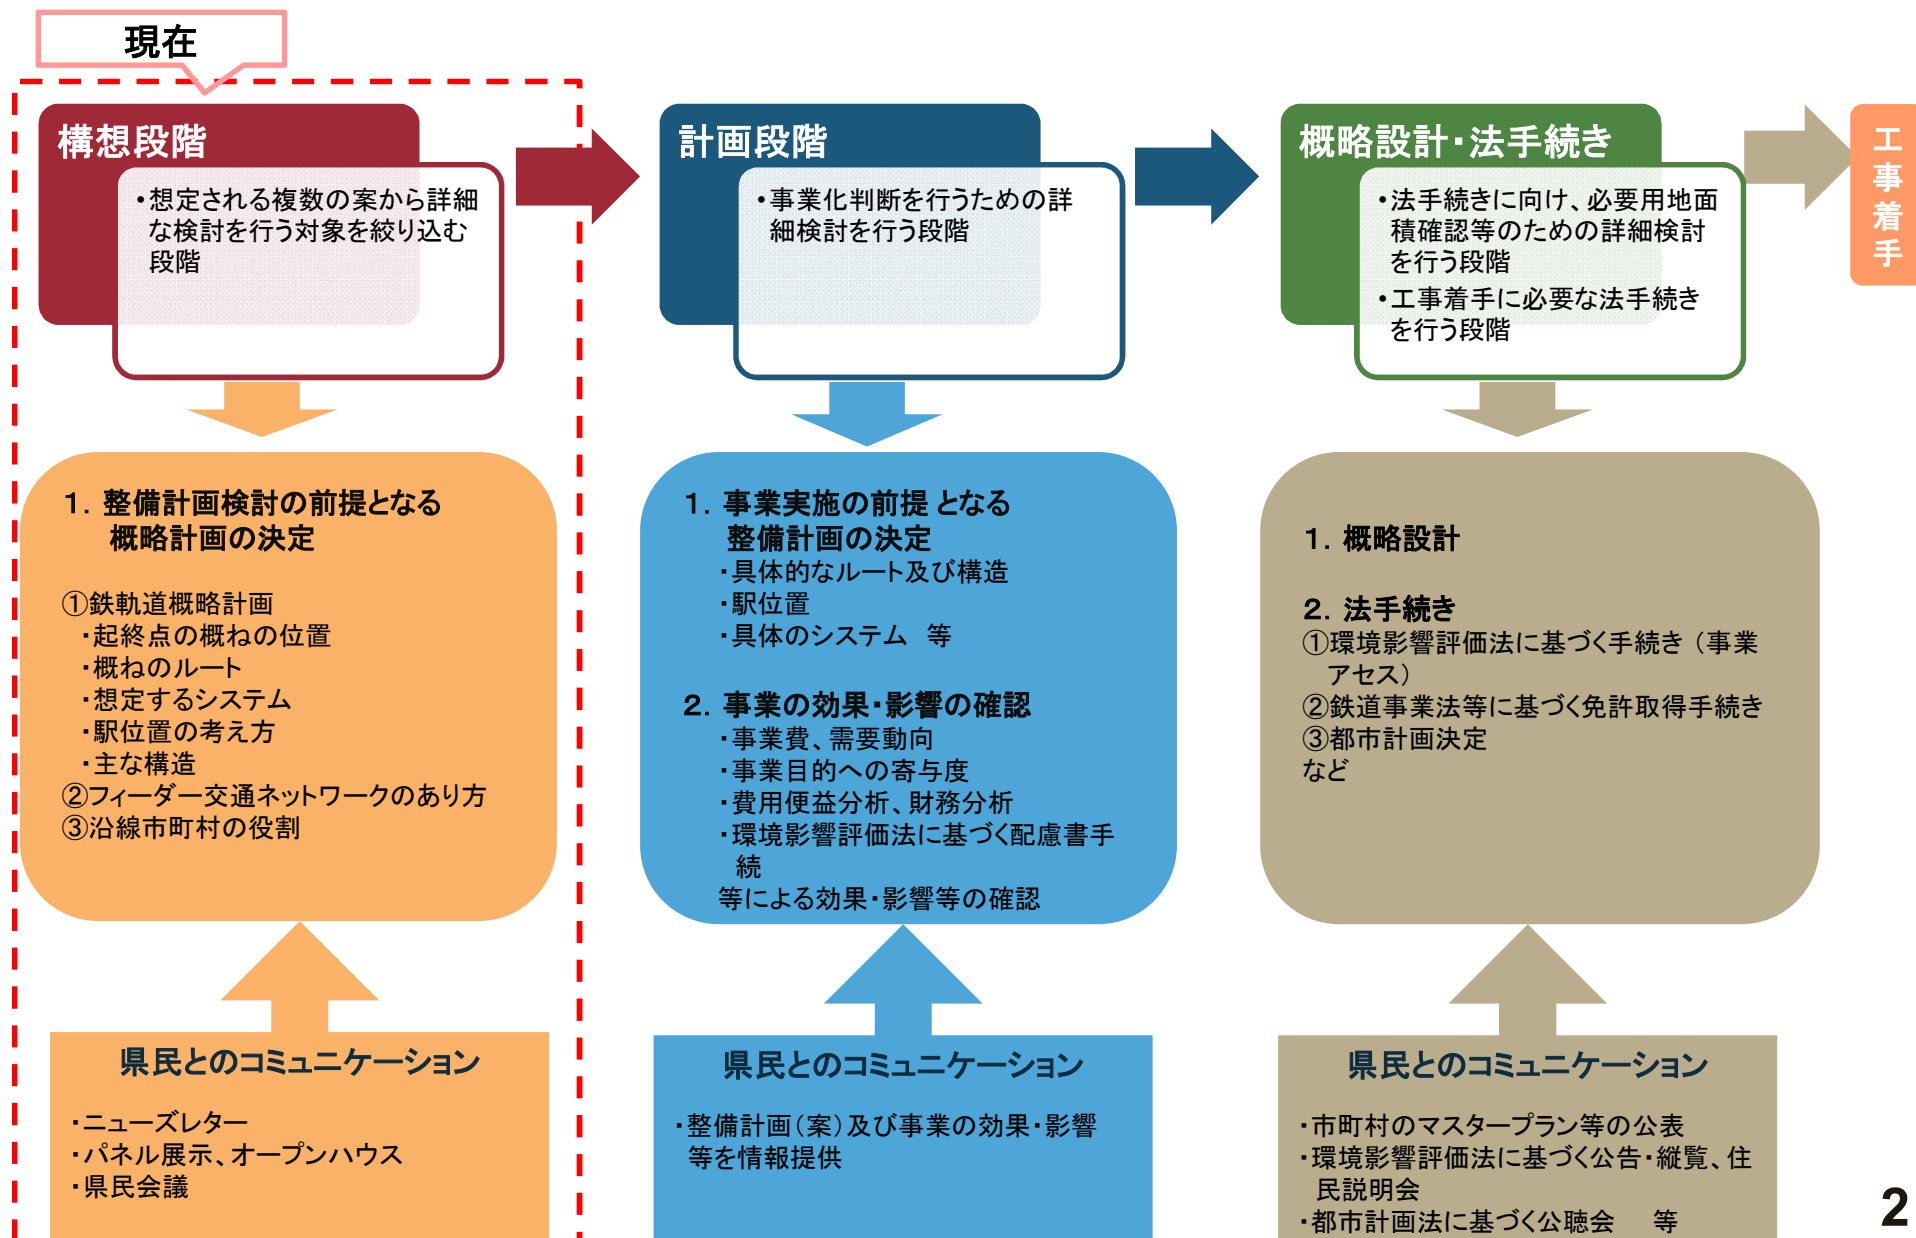 現在
構想段階
・想定される複数の案から詳細
な検討を行う対象を絞り込む
段階
計画段階
・事業化判断を行うための詳
細検討を行う段階
概略設計・法手続き
・法手続きに向け、必要用地面
積確認等のための詳細検討
を行う段階
・工事着手に必要な法手続き
を行う段階
工事着手
1．整備計画検討の前提となる
概略計画の決定
①鉄軌道概略計画
・起終点の概ねの位置
・概ねのルート
・想定するシステム
・駅位置の考え方
・主な構造
②フィーダー交通ネットワークのあり方
③沿線市町村の役割
1．事業実施の前提 となる
整備計画の決定
・具体的なルート及び構造
・駅位置
・具体のシステム　等
2．事業の効果・影響の確認
・事業費、需要動向
・事業目的への寄与度
・費用便益分析、財務分析
・環境影響評価法に基づく配慮書手
続
等による効果・影響等の確認
1．概略設計
2．法手続き
①環境影響評価法に基づく手続き（事業
アセス）
②鉄道事業法等に基づく免許取得手続き
③都市計画決定
など
県民とのコミュニケーション
・ニューズレター
・パネル展示、オープンハウス
・県民会議
県民とのコミュニケーション
・整備計画（案）及び事業の効果・影響
等を情報提供
県民とのコミュニケーション
・市町村のマスタープラン等の公表
・環境影響評価法に基づく公告・縦覧、住
民説明会
・都市計画法に基づく公聴会　等
2